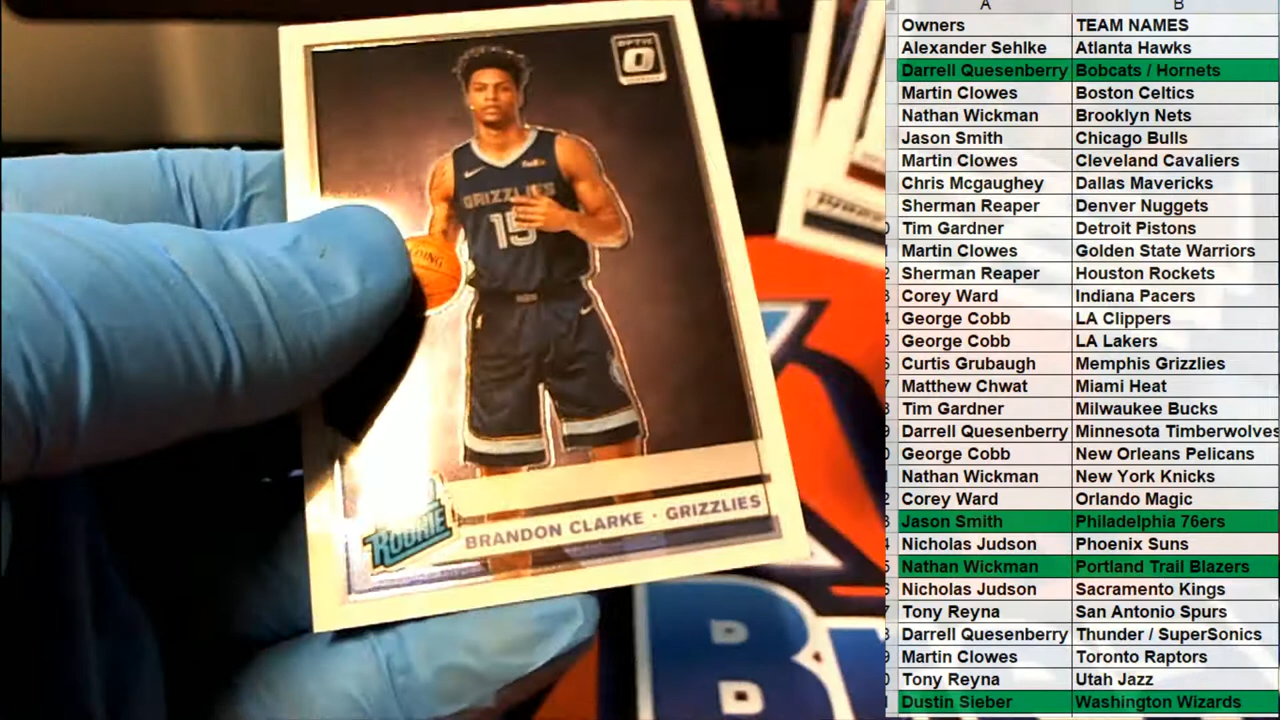 OPTIC
FedEx
GRIZZLIES
15
ROOKIE
BRANDON CLARKE · GRIZZLIES
B
A B
Owners TEAM NAMES
Alexander Sehlke Atlanta Hawks
Darrell Quesenberry Bobcats / Hornets
Martin Clowes Boston Celtics
Nathan Wickman Brooklyn Nets
Jason Smith Chicago Bulls
Martin Clowes Cleveland Cavaliers
Chris Mcgaughey Dallas Mavericks
Sherman Reaper Denver Nuggets
Tim Gardner Detroit Pistons
Martin Clowes Golden State Warriors
Sherman Reaper Houston Rockets
Corey Ward Indiana Pacers
George Cobb LA Clippers
George Cobb LA Lakers
Curtis Grubaugh Memphis Grizzlies
Matthew Chwat Miami Heat
Tim Gardner Milwaukee Bucks
Darrell Quesenberry Minnesota Timberwolves
George Cobb New Orleans Pelicans
Nathan Wickman New York Knicks
Corey Ward Orlando Magic
Jason Smith Philadelphia 76ers
Nicholas Judson Phoenix Suns
Nathan Wickman Portland Trail Blazers
Nicholas Judson Sacramento Kings
Tony Reyna San Antonio Spurs
Darrell Quesenberry Thunder / SuperSonics
Martin Clowes Toronto Raptors
Tony Reyna Utah Jazz
Dustin Sieber Washington Wizards